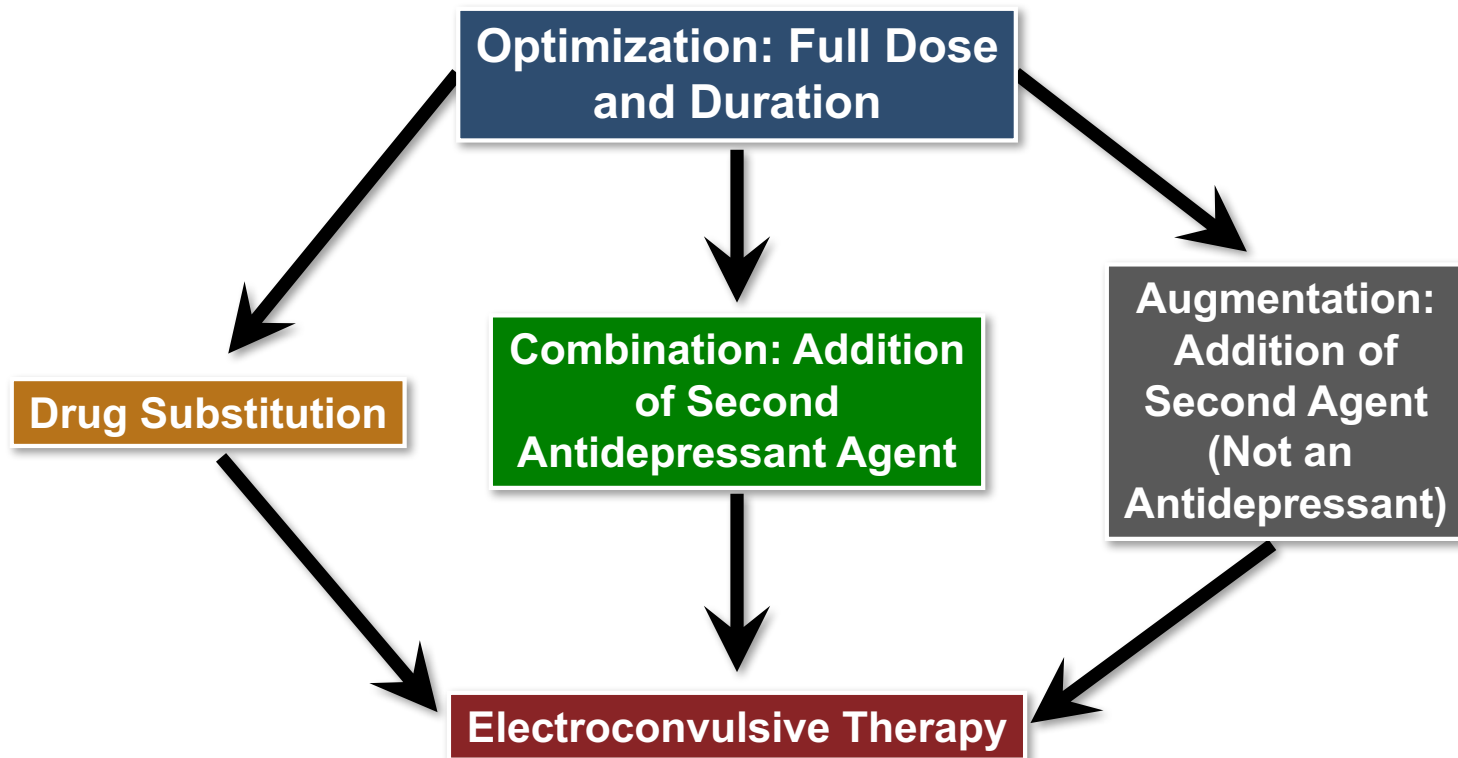 Optimization: Full Dose
and Duration
Drug Substitution
Combination: Addition
of Second
Antidepressant Agent
Augmentation:
Addition of
Second Agent
(Not an
Antidepressant)
Electroconvulsive Therapy